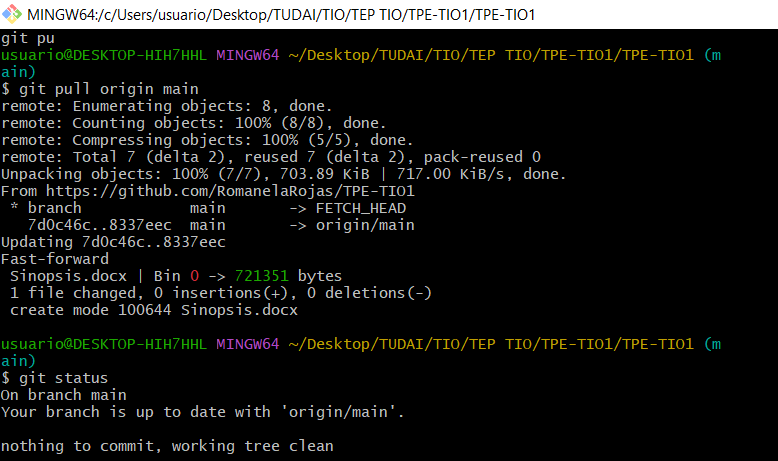 MINGW64:/c/Users/usuario/Desktop/TUDAI/TIO/TEP TIO/TPE-TIO1/TPE-TIO1
git pu
usuario@DESKTOP-HIH7HHL MINGW64 ~/Desktop/TUDAI/TIO/TEP TIO/TPE-TIO1/TPE-TIO1 (m
ain)
$ git pull origin main
remote: Enumerating objects: 8, done.
remote: Counting objects: 100% (8/8), done.
remote: Compressing objects: 100% (5/5), done.
remote: Total 7 (delta 2), reused 7 (delta 2), pack-reused 0
Unpacking objects: 100% (7/7), 703.89 KiB | 717.00 KiB/s, done.
From https://github.com/RomanelaRojas/TPE-TIO1
 * branch            main       -> FETCH_HEAD
   7d0c46c..8337eec  main       -> origin/main
Updating 7d0c46c..8337eec
Fast-forward
 Sinopsis.docx | Bin 0 -> 721351 bytes
 1 file changed, 0 insertions(+), 0 deletions(-)
 create mode 100644 Sinopsis.docx
usuario@DESKTOP-HIH7HHL MINGW64 ~/Desktop/TUDAI/TIO/TEP TIO/TPE-TIO1/TPE-TIO1 (m
ain)
$ git status
On branch main
Your branch is up to date with 'origin/main'.
nothing to commit, working tree clean